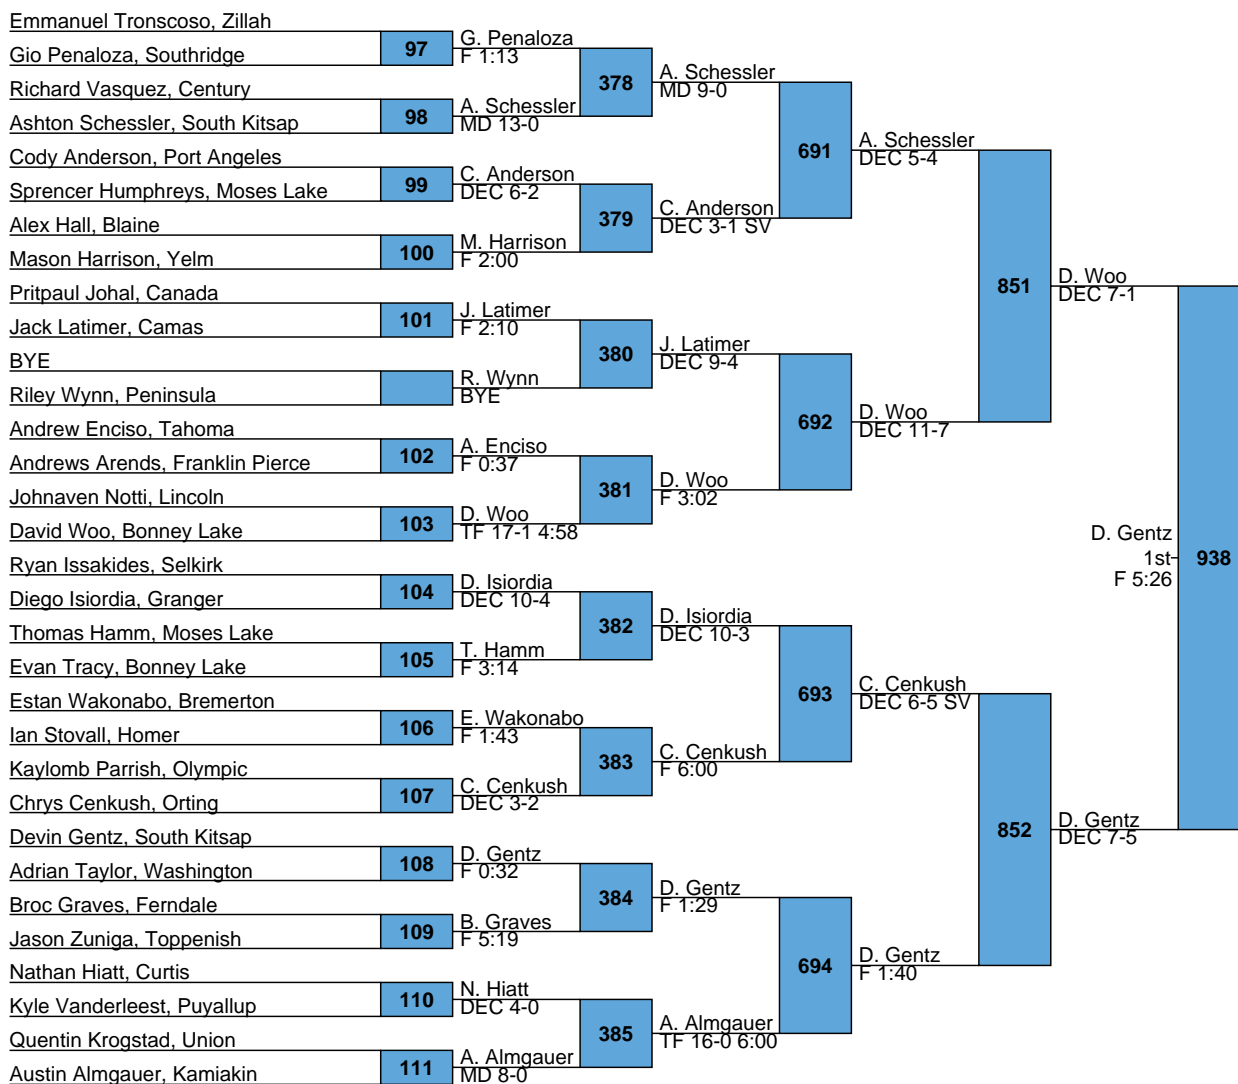 Emmanuel Tronscoso, Zillah
Gio Penaloza, Southridge
Richard Vasquez, Century
Ashton Schessler, South Kitsap
Cody Anderson, Port Angeles
Sprencer Humphreys, Moses Lake
Alex Hall, Blaine
Mason Harrison, Yelm
Pritpaul Johal, Canada
Jack Latimer, Camas
BYE
Riley Wynn, Peninsula
Andrew Enciso, Tahoma
Andrews Arends, Franklin Pierce
Johnaven Notti, Lincoln
David Woo, Bonney Lake
Ryan Issakides, Selkirk
Diego Isiordia, Granger
Thomas Hamm, Moses Lake
Evan Tracy, Bonney Lake
Estan Wakonabo, Bremerton
Ian Stovall, Homer
Kaylomb Parrish, Olympic
Chrys Cenkush, Orting
Devin Gentz, South Kitsap
Adrian Taylor, Washington
Broc Graves, Ferndale
Jason Zuniga, Toppenish
Nathan Hiatt, Curtis
Kyle Vanderleest, Puyallup
Quentin Krogstad, Union
Austin Almgauer, Kamiakin
97
98
99
100
101
102
103
104
105
106
107
108
109
110
111
G. Penaloza
F 1:13
A. Schessler
MD 13-0
C. Anderson
DEC 6-2
M. Harrison
F 2:00
J. Latimer
F 2:10
R. Wynn
BYE
A. Enciso
F 0:37
D. Woo
TF 17-1 4:58
D. Isiordia
DEC 10-4
T. Hamm
F 3:14
E. Wakonabo
F 1:43
C. Cenkush
DEC 3-2
D. Gentz
F 0:32
B. Graves
F 5:19
N. Hiatt
DEC 4-0
A. Almgauer
MD 8-0
378
379
380
381
382
383
384
385
A. Schessler
MD 9-0
C. Anderson
DEC 3-1 SV
J. Latimer
DEC 9-4
D. Woo
F 3:02
D. Isiordia
DEC 10-3
C. Cenkush
F 6:00
D. Gentz
F 1:29
A. Almgauer
TF 16-0 6:00
691
692
693
694
A. Schessler
DEC 5-4
D. Woo
DEC 11-7
C. Cenkush
DEC 6-5 SV
D. Gentz
F 1:40
851
852
D. Woo
DEC 7-1
D. Gentz
DEC 7-5
D. Gentz
1st
F 5:26
938